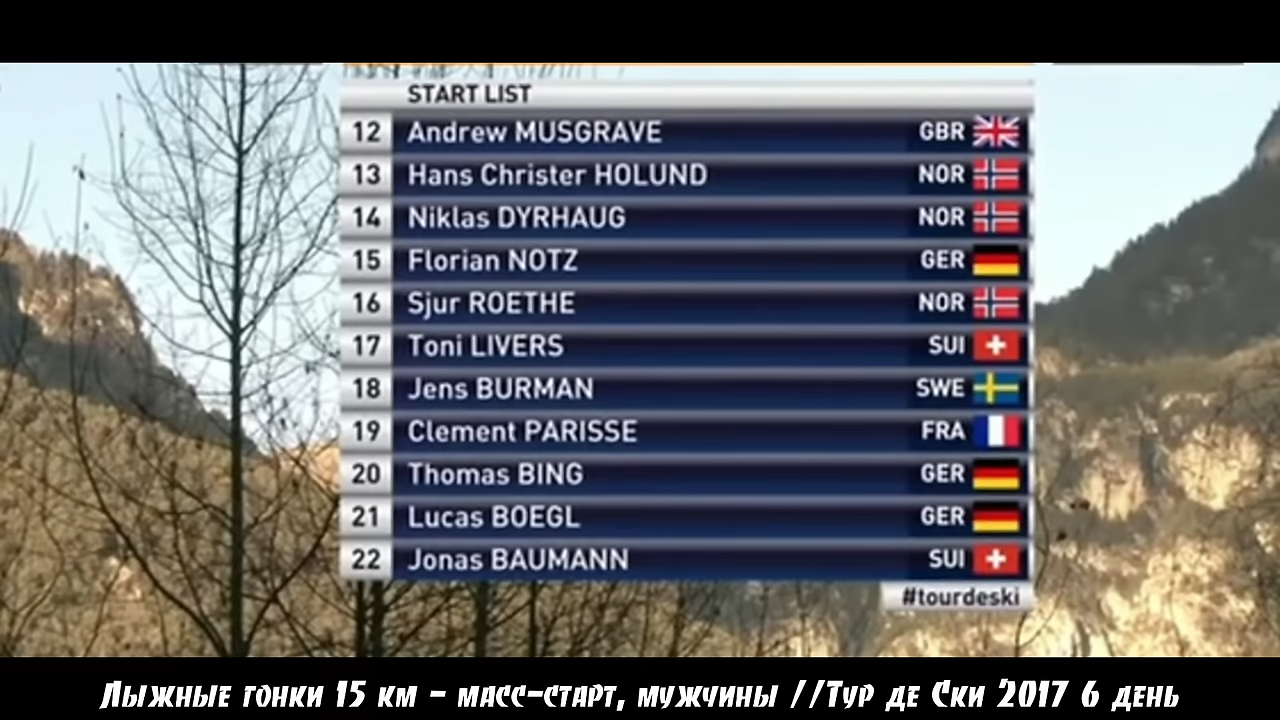 START LIST
12 Andrew MUSGRAVE GBR
13 Hans Christer HOLUND NOR
14 Niklas DYRHAUG NOR
15 Florian NOTZ GER
16 Sjur ROETHE NOR
17 Toni LIVERS SUI
18 Jens BURMAN SWE
19 Clement PARISSE FRA
20 Thomas BING GER
21 Lucas BOEGL GER
22 Jonas BAUMANN SUI
#tourdeski
Лыжные гонки 15 км - масс-старт, мужчины //Тур де Ски '2017 6 день